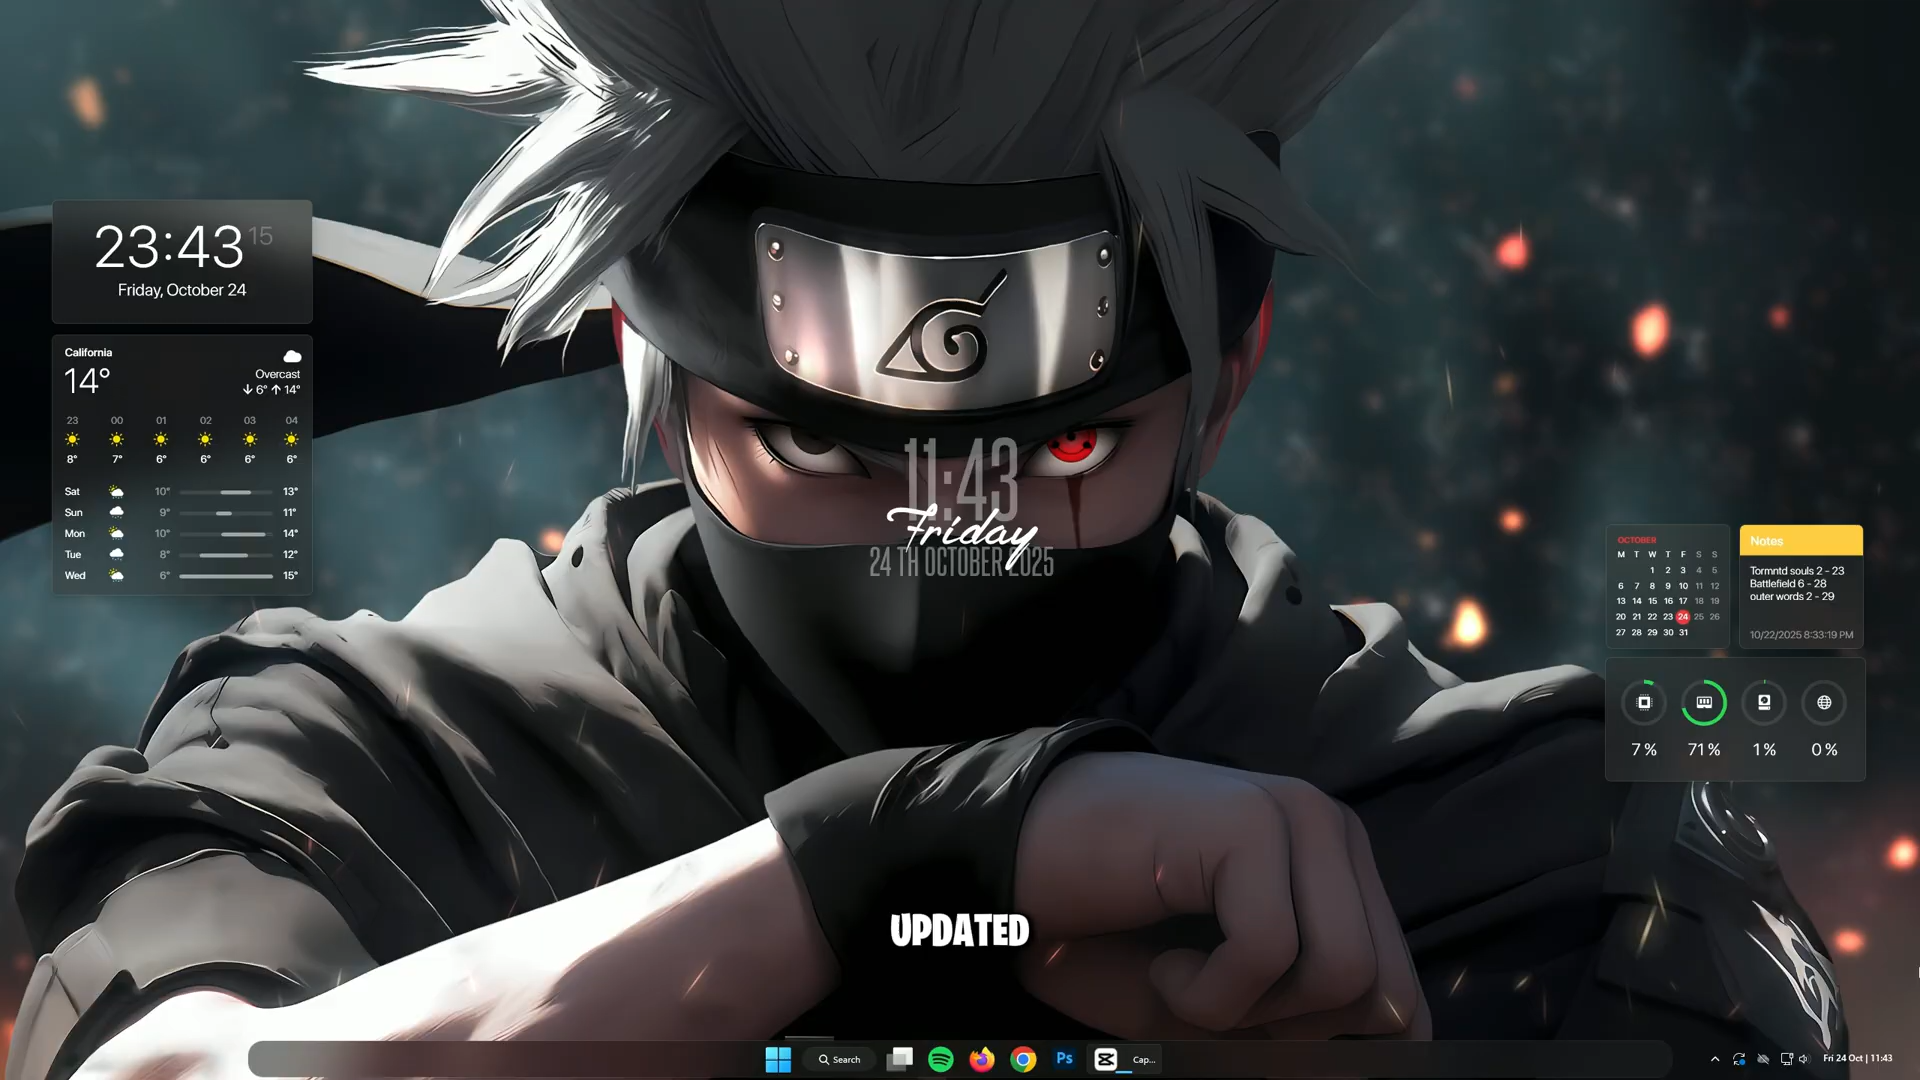 23:43 15
Friday, October 24
California
14°
Overcast
↓ 6° ↑ 14°
23 00 01 02 03 04
8° 7° 6° 6° 6° 6°
Sat 10° 13°
Sun 9° 11°
Mon 10° 14°
Tue 8° 12°
Wed 6° 15°
11:43
Friday
24 TH OCTOBER 2025
OCTOBER
M T W T F S S
1 2 3 4 5
6 7 8 9 10 11 12
13 14 15 16 17 18 19
20 21 22 23 24 25 26
27 28 29 30 31
Notes
Tormntd souls 2 - 23
Battlefield 6 - 28
outer words 2 - 29
10/22/2025 8:33:19 PM
7% 71% 1% 0%
UPDATED
Search
Ps
Cap...
Fri 24 Oct | 11:43